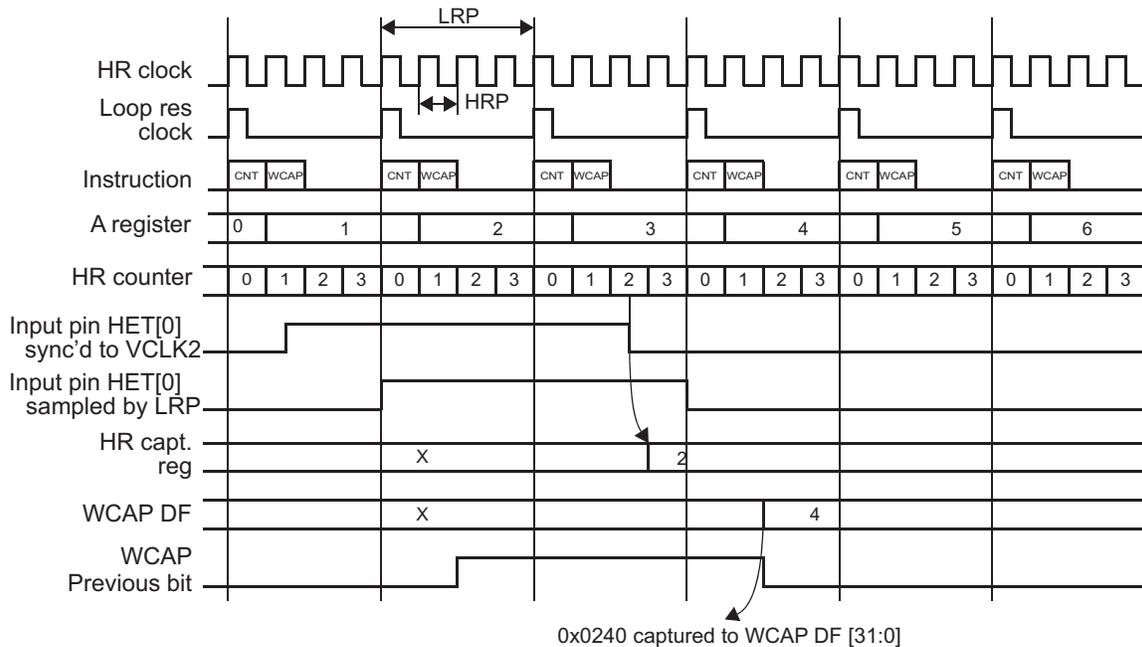 LRP
HR clock
HRP
Loop res
clock
Instruction
CNT WCAP CNT WCAP CNT WCAP CNT WCAP CNT WCAP CNT WCAP
A register
0 1 2 3 4 5 6
HR counter
0 1 2 3 0 1 2 3 0 1 2 3 0 1 2 3 0 1 2 3 0 1 2 3
Input pin HET[0]
sync'd to VCLK2
Input pin HET[0]
sampled by LRP
HR capt.
reg
X 2
WCAP DF
X 4
WCAP
Previous bit
0x0240 captured to WCAP DF [31:0]